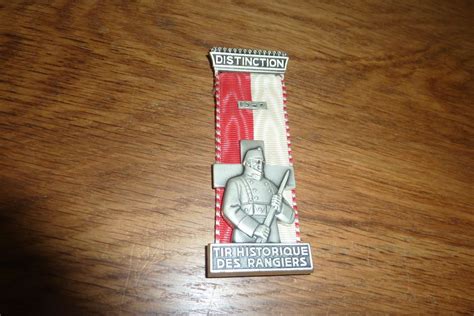 DISTINCTION
TIR HISTORIQUE
DES RANGIERS